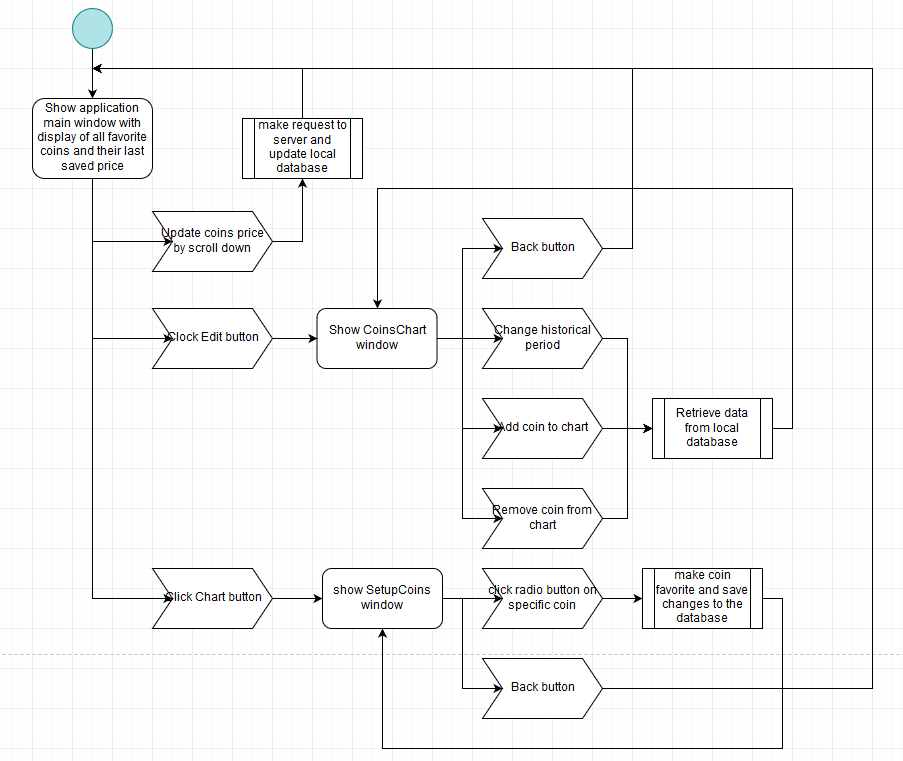 Show application
main window with
display of all favorite
coins and their last
saved price
make request to
server and
update local
database
Update coins price
by scroll down
Back button
Clock Edit button
Show CoinsChart
window
Change historical
period
Add coin to chart
Retrieve data
from local
database
Remove coin from
chart
Click Chart button
show SetupCoins
window
click radio button on
specific coin
make coin
favorite and save
changes to the
database
Back button